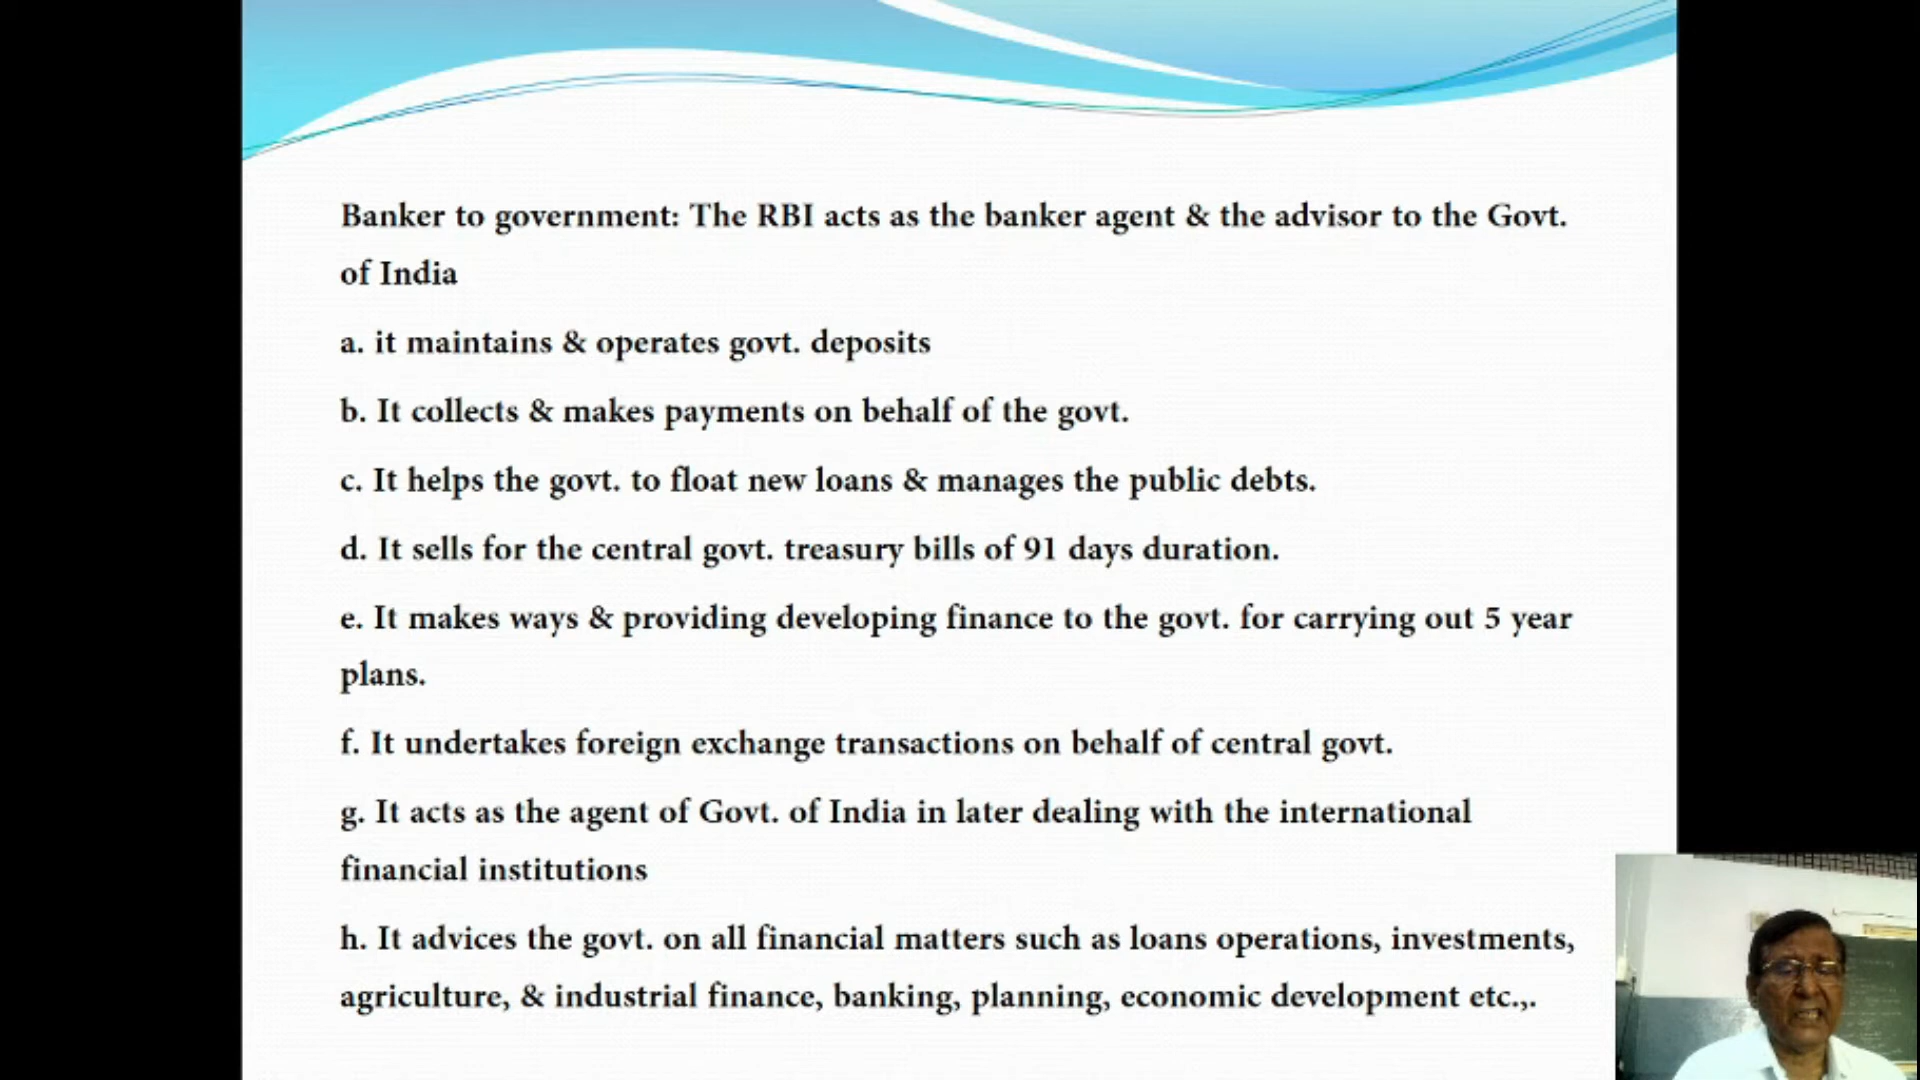 Banker to government: The RBI acts as the banker agent & the advisor to the Govt.
of India
a. it maintains & operates govt. deposits
b. It collects & makes payments on behalf of the govt.
c. It helps the govt. to float new loans & manages the public debts.
d. It sells for the central govt. treasury bills of 91 days duration.
e. It makes ways & providing developing finance to the govt. for carrying out 5 year
plans.
f. It undertakes foreign exchange transactions on behalf of central govt.
g. It acts as the agent of Govt. of India in later dealing with the international
financial institutions
h. It advices the govt. on all financial matters such as loans operations, investments,
agriculture, & industrial finance, banking, planning, economic development etc.,.